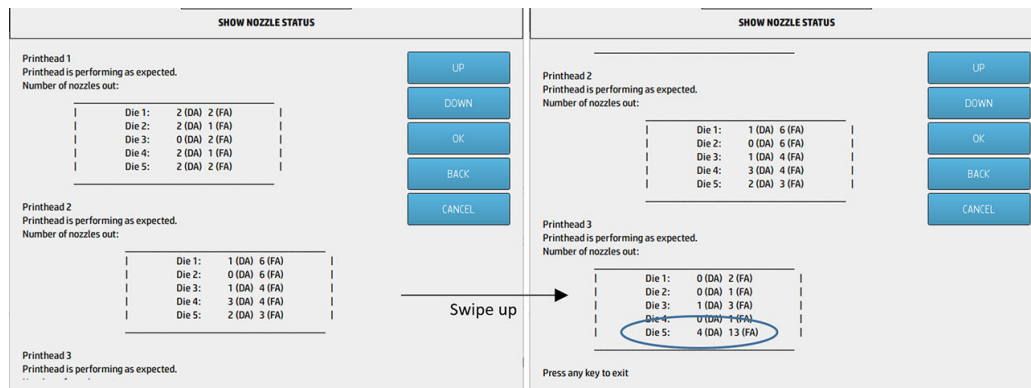 SHOW NOZZLE STATUS
Printhead 1
Printhead is performing as expected.
Number of nozzles out:
Die 1: 2 (DA) 2 (FA)
Die 2: 2 (DA) 1 (FA)
Die 3: 0 (DA) 2 (FA)
Die 4: 2 (DA) 1 (FA)
Die 5: 2 (DA) 2 (FA)
Printhead 2
Printhead is performing as expected.
Number of nozzles out:
Die 1: 1 (DA) 6 (FA)
Die 2: 0 (DA) 6 (FA)
Die 3: 1 (DA) 4 (FA)
Die 4: 3 (DA) 4 (FA)
Die 5: 2 (DA) 3 (FA)
Printhead 3
UP
DOWN
OK
BACK
CANCEL
Swipe up
SHOW NOZZLE STATUS
Printhead 2
Printhead is performing as expected.
Number of nozzles out:
Die 1: 1 (DA) 6 (FA)
Die 2: 0 (DA) 6 (FA)
Die 3: 1 (DA) 4 (FA)
Die 4: 3 (DA) 4 (FA)
Die 5: 2 (DA) 3 (FA)
Printhead 3
Printhead is performing as expected.
Number of nozzles out:
Die 1: 0 (DA) 2 (FA)
Die 2: 0 (DA) 1 (FA)
Die 3: 1 (DA) 3 (FA)
Die 4: 0 (DA) 1 (FA)
Die 5: 4 (DA) 13 (FA)
Press any key to exit
UP
DOWN
OK
BACK
CANCEL